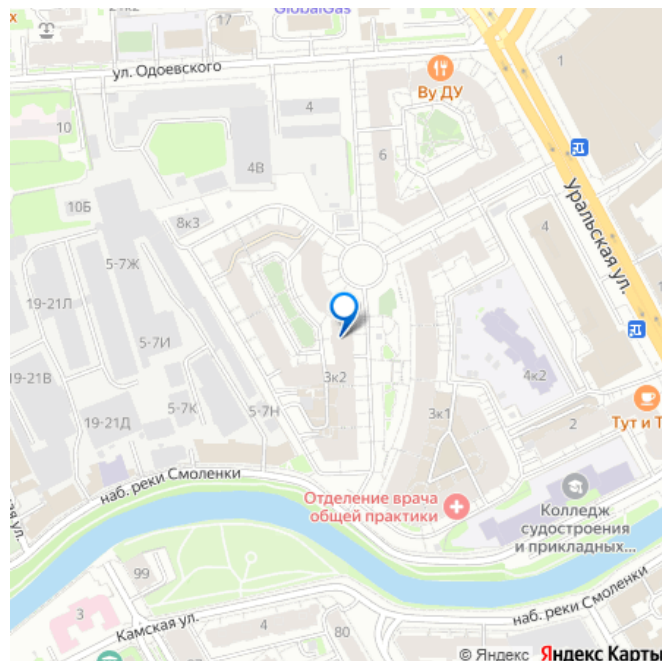 21к2
17
GlobalGas
х
ул. Одоевского
Ву ДУ
1
10
4
4В
6
10Б
8к3
Уральская ул.
4
5-7Ж
19-21Л
5-7И
19-21В
3к2
4к2
5-7К
5-7Н
3к1
19-21Д
2
Тут и Т
наб. реки Смоленки
Отделение врача
общей практики
Колледж
судостроения
и прикладных...
ая ул.
99
наб. реки Смоленки
3
Камская ул.
4
80
© Яндекс Яндекс Карты